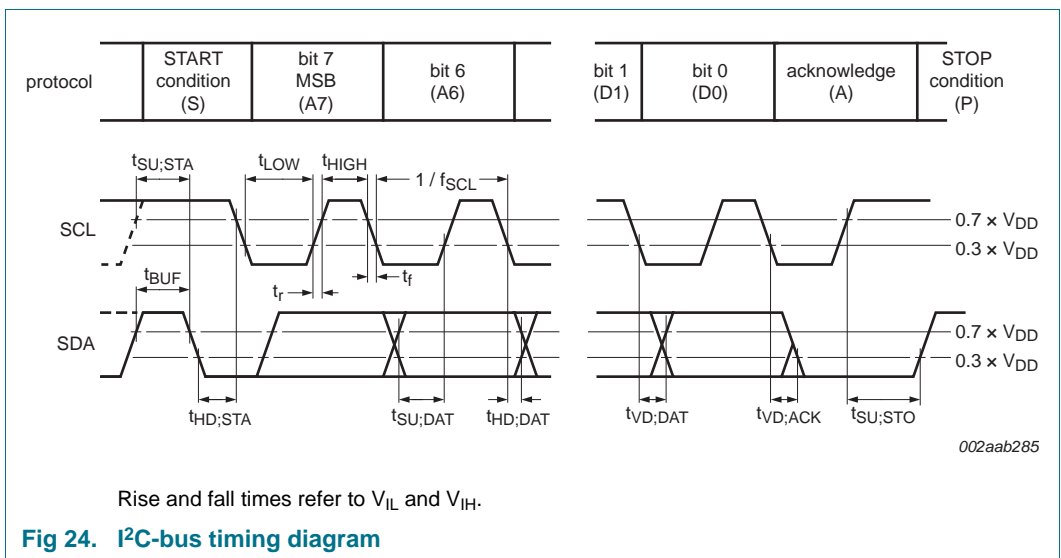 protocol
START
condition
(S)
bit 7
MSB
(A7)
bit 6
(A6)
bit 1
(D1)
bit 0
(D0)
acknowledge
(A)
STOP
condition
(P)
tSU;STA
tLOW
tHIGH
1 / fSCL
SCL
0.7 × VDD
0.3 × VDD
tBUF
tr
tf
SDA
0.7 × VDD
0.3 × VDD
tHD;STA
tSU;DAT
tHD;DAT
tVD;DAT
tVD;ACK
tSU;STO
002aab285
Rise and fall times refer to VIL and VIH.
Fig 24. I²C-bus timing diagram